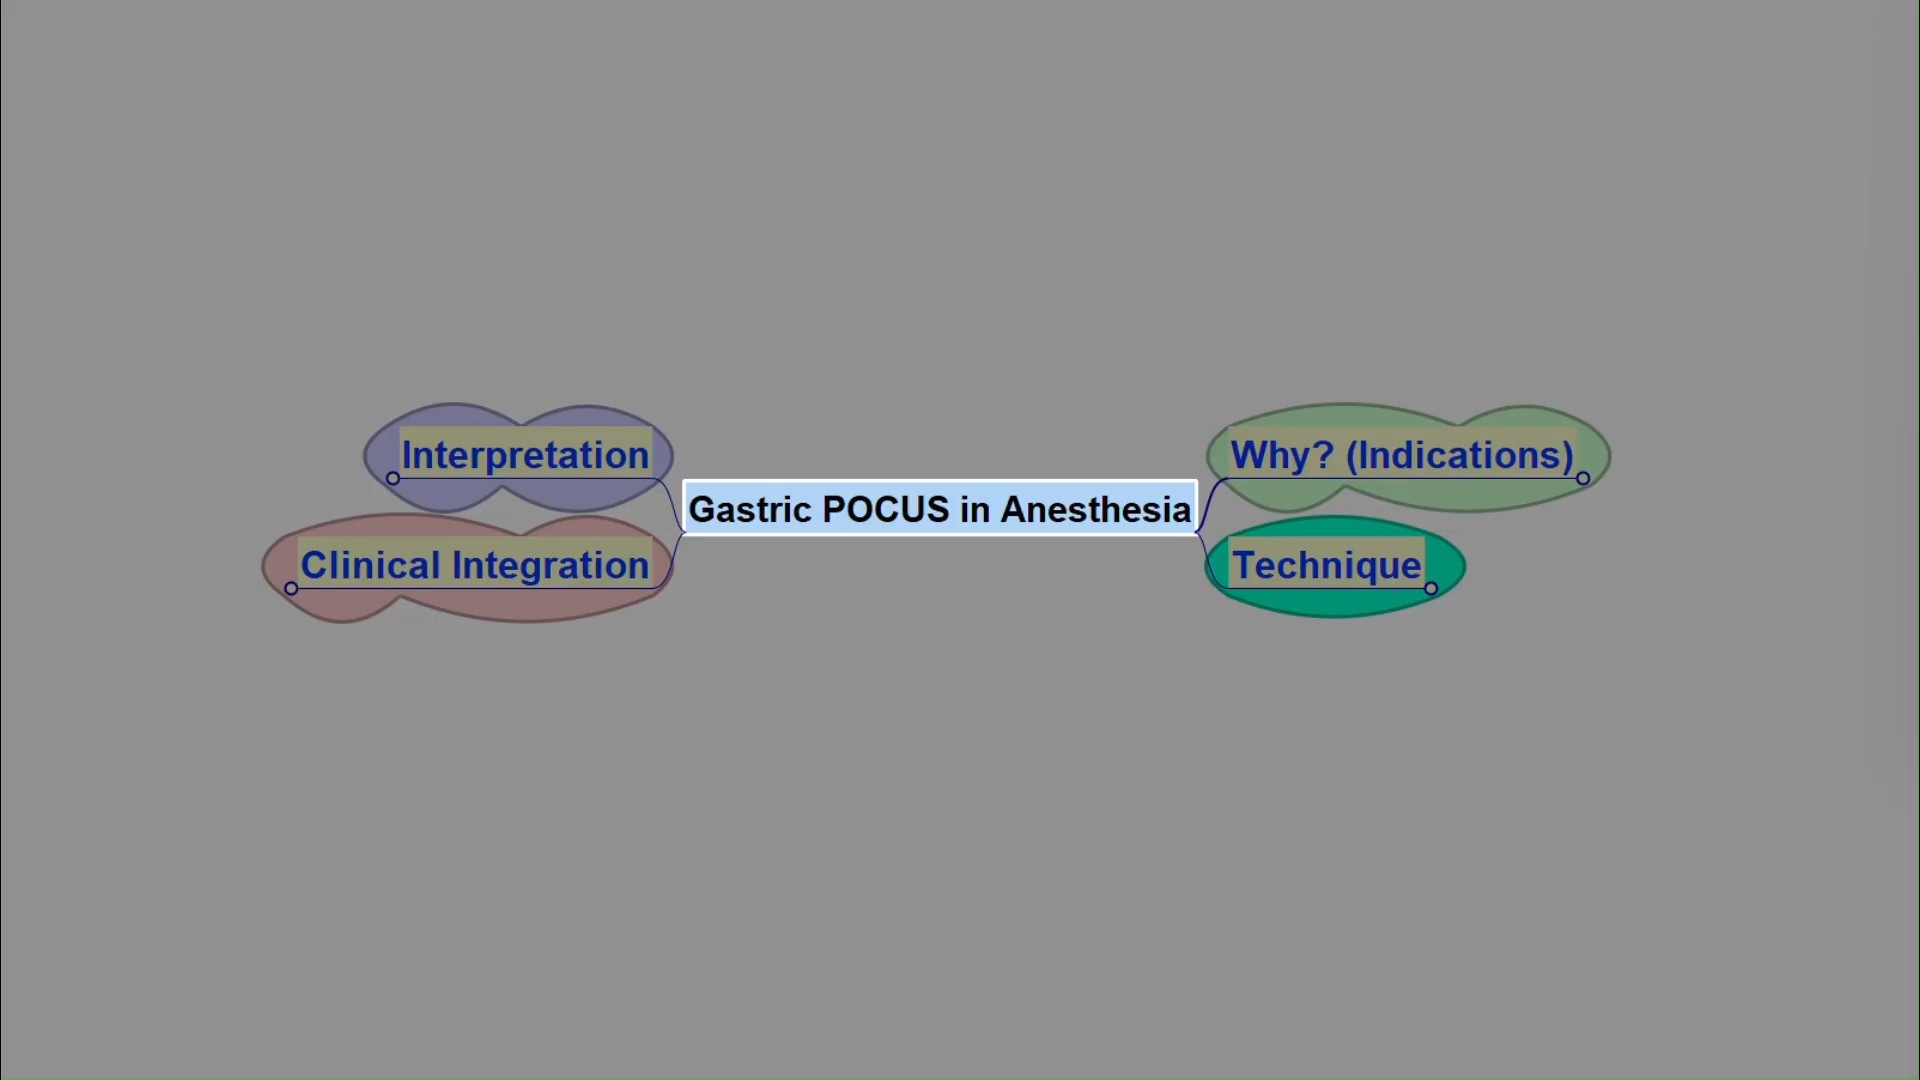 Gastric POCUS in Anesthesia
Why? (Indications)
Technique
Interpretation
Clinical Integration